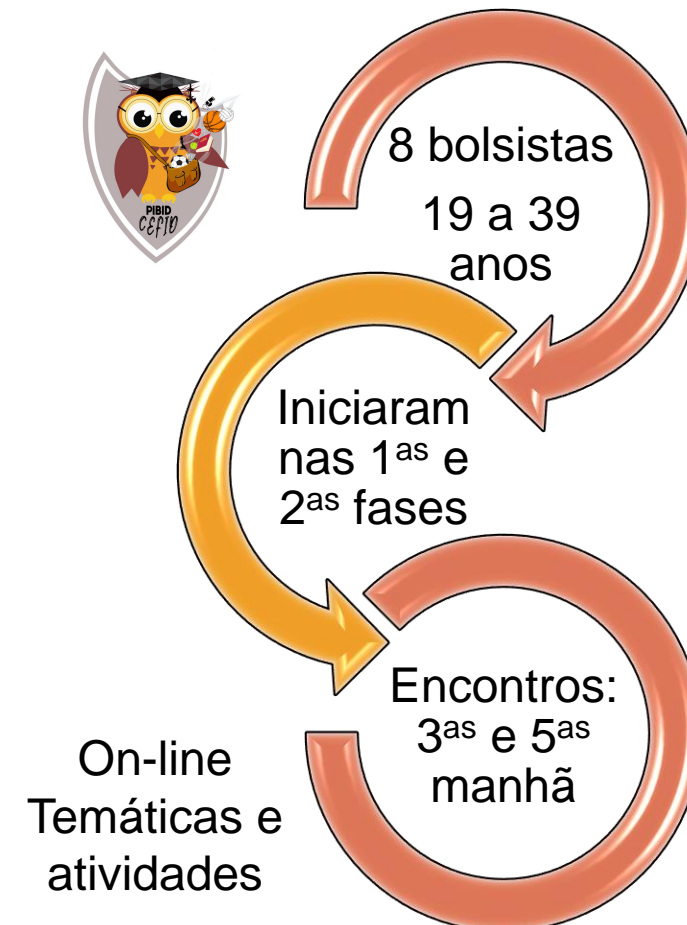 PIBID
CEFID
8 bolsistas
19 a 39
anos
Iniciaram
nas 1as e
2as fases
Encontros:
3as e 5as
manhã
On-line
Temáticas e
atividades